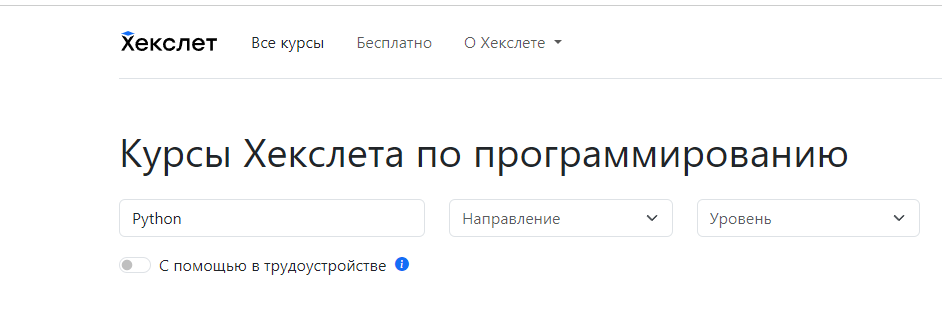 Хекслет Все курсы Бесплатно О Хекслете
Курсы Хекслета по программированию
Python Направление Уровень
С помощью в трудоустройстве i